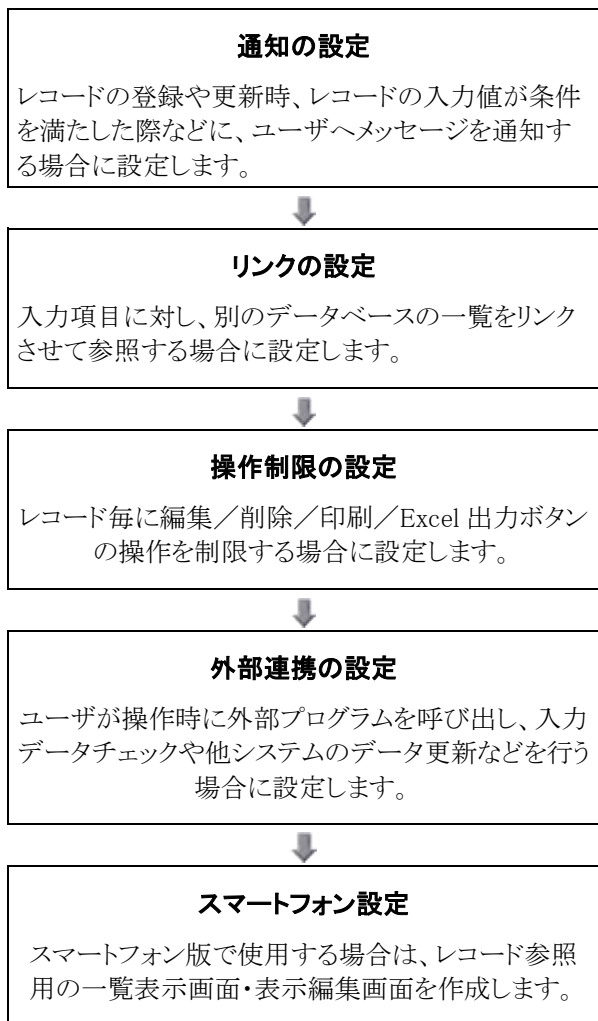 通知の設定
レコードの登録や更新時、レコードの入力値が条件
を満たした際などに、ユーザへメッセージを通知す
る場合に設定します。
リンクの設定
入力項目に対し、別のデータベースの一覧をリンク
させて参照する場合に設定します。
操作制限の設定
レコード毎に編集／削除／印刷／Excel 出力ボタン
の操作を制限する場合に設定します。
外部連携の設定
ユーザが操作時に外部プログラムを呼び出し、入力
データチェックや他システムのデータ更新などを行う
場合に設定します。
スマートフォン設定
スマートフォン版で使用する場合は、レコード参照
用の一覧表示画面・表示編集画面を作成します。